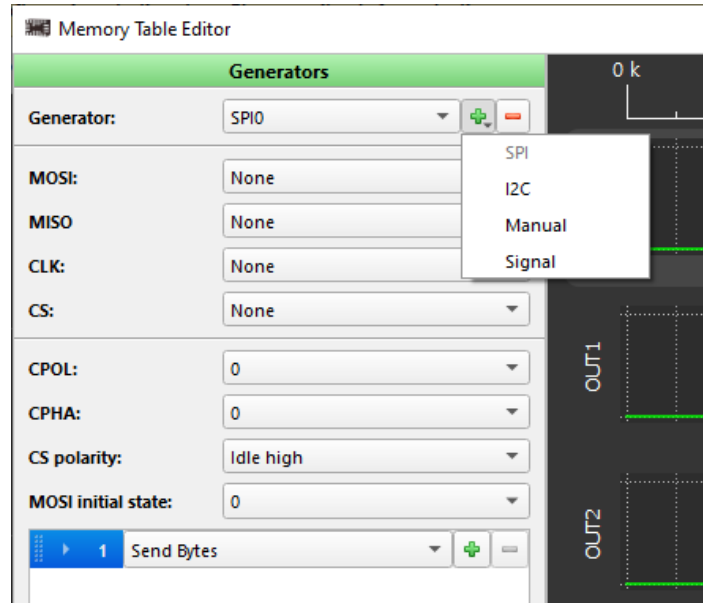 Memory Table Editor
Generators
0 k
Generator:
SPI0
SPI
I2C
Manual
Signal
MOSI:
None
MISO
None
CLK:
None
CS:
None
CPOL:
0
CPHA:
0
CS polarity:
Idle high
MOSI initial state:
0
1
Send Bytes
OUT1
OUT2